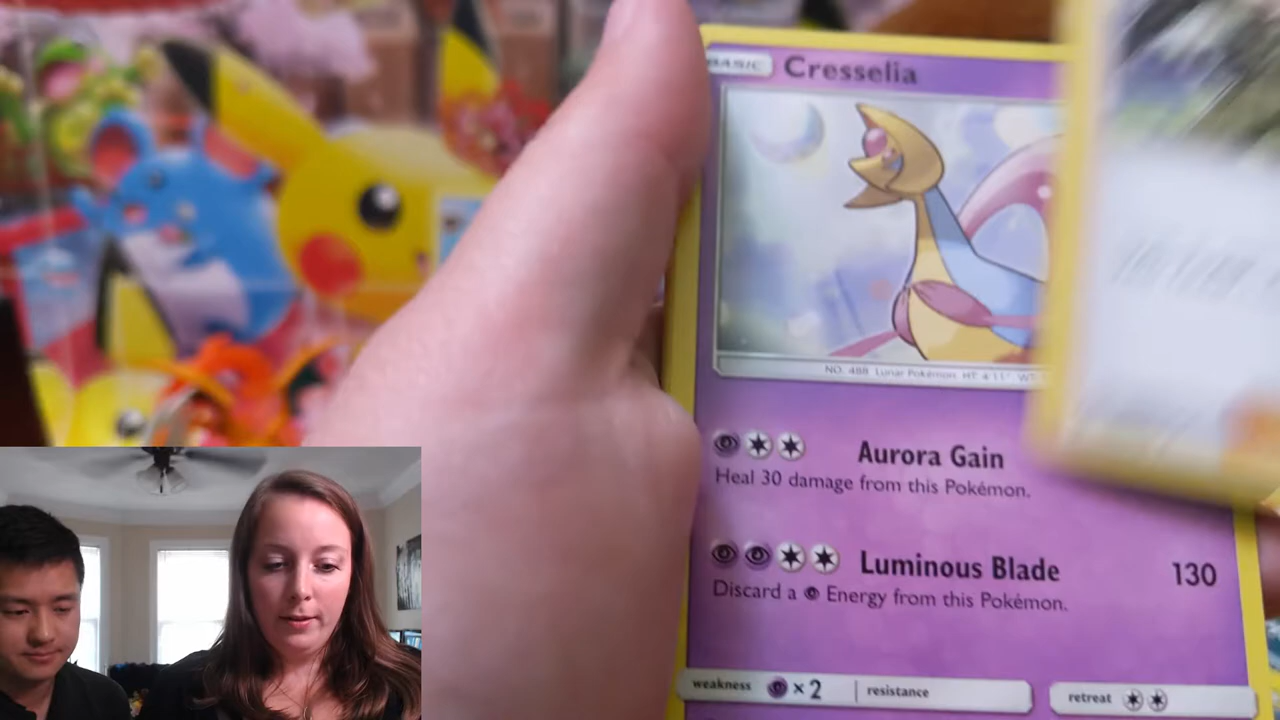 BASIC Cresselia
NO. 488 Lunar Pokémon HT 4'11" WT
Aurora Gain
Heal 30 damage from this Pokémon.
Luminous Blade 130
Discard a Energy from this Pokémon.
weakness ×2 resistance retreat